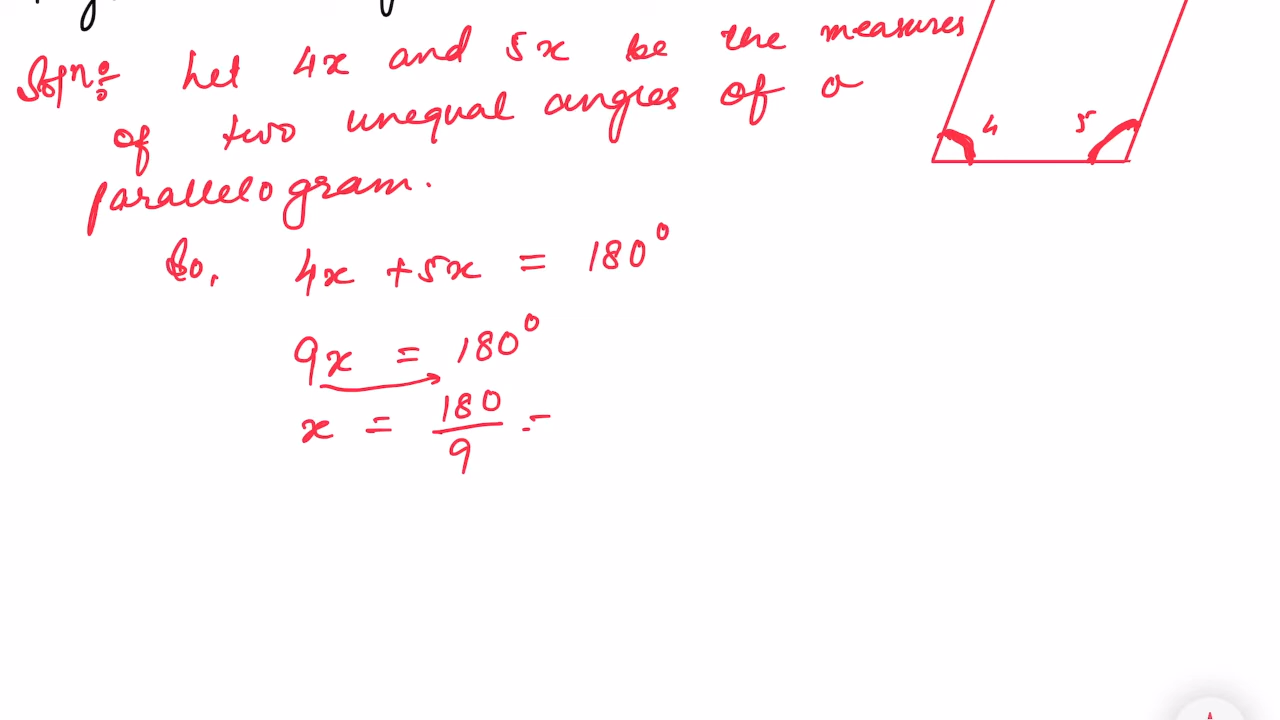 Sol^n:- Let 4x and 5x be the measures
of two unequal angles of a
parallelogram.
So, 4x + 5x = 180°
9x = 180°
x = 180/9 =
4 5